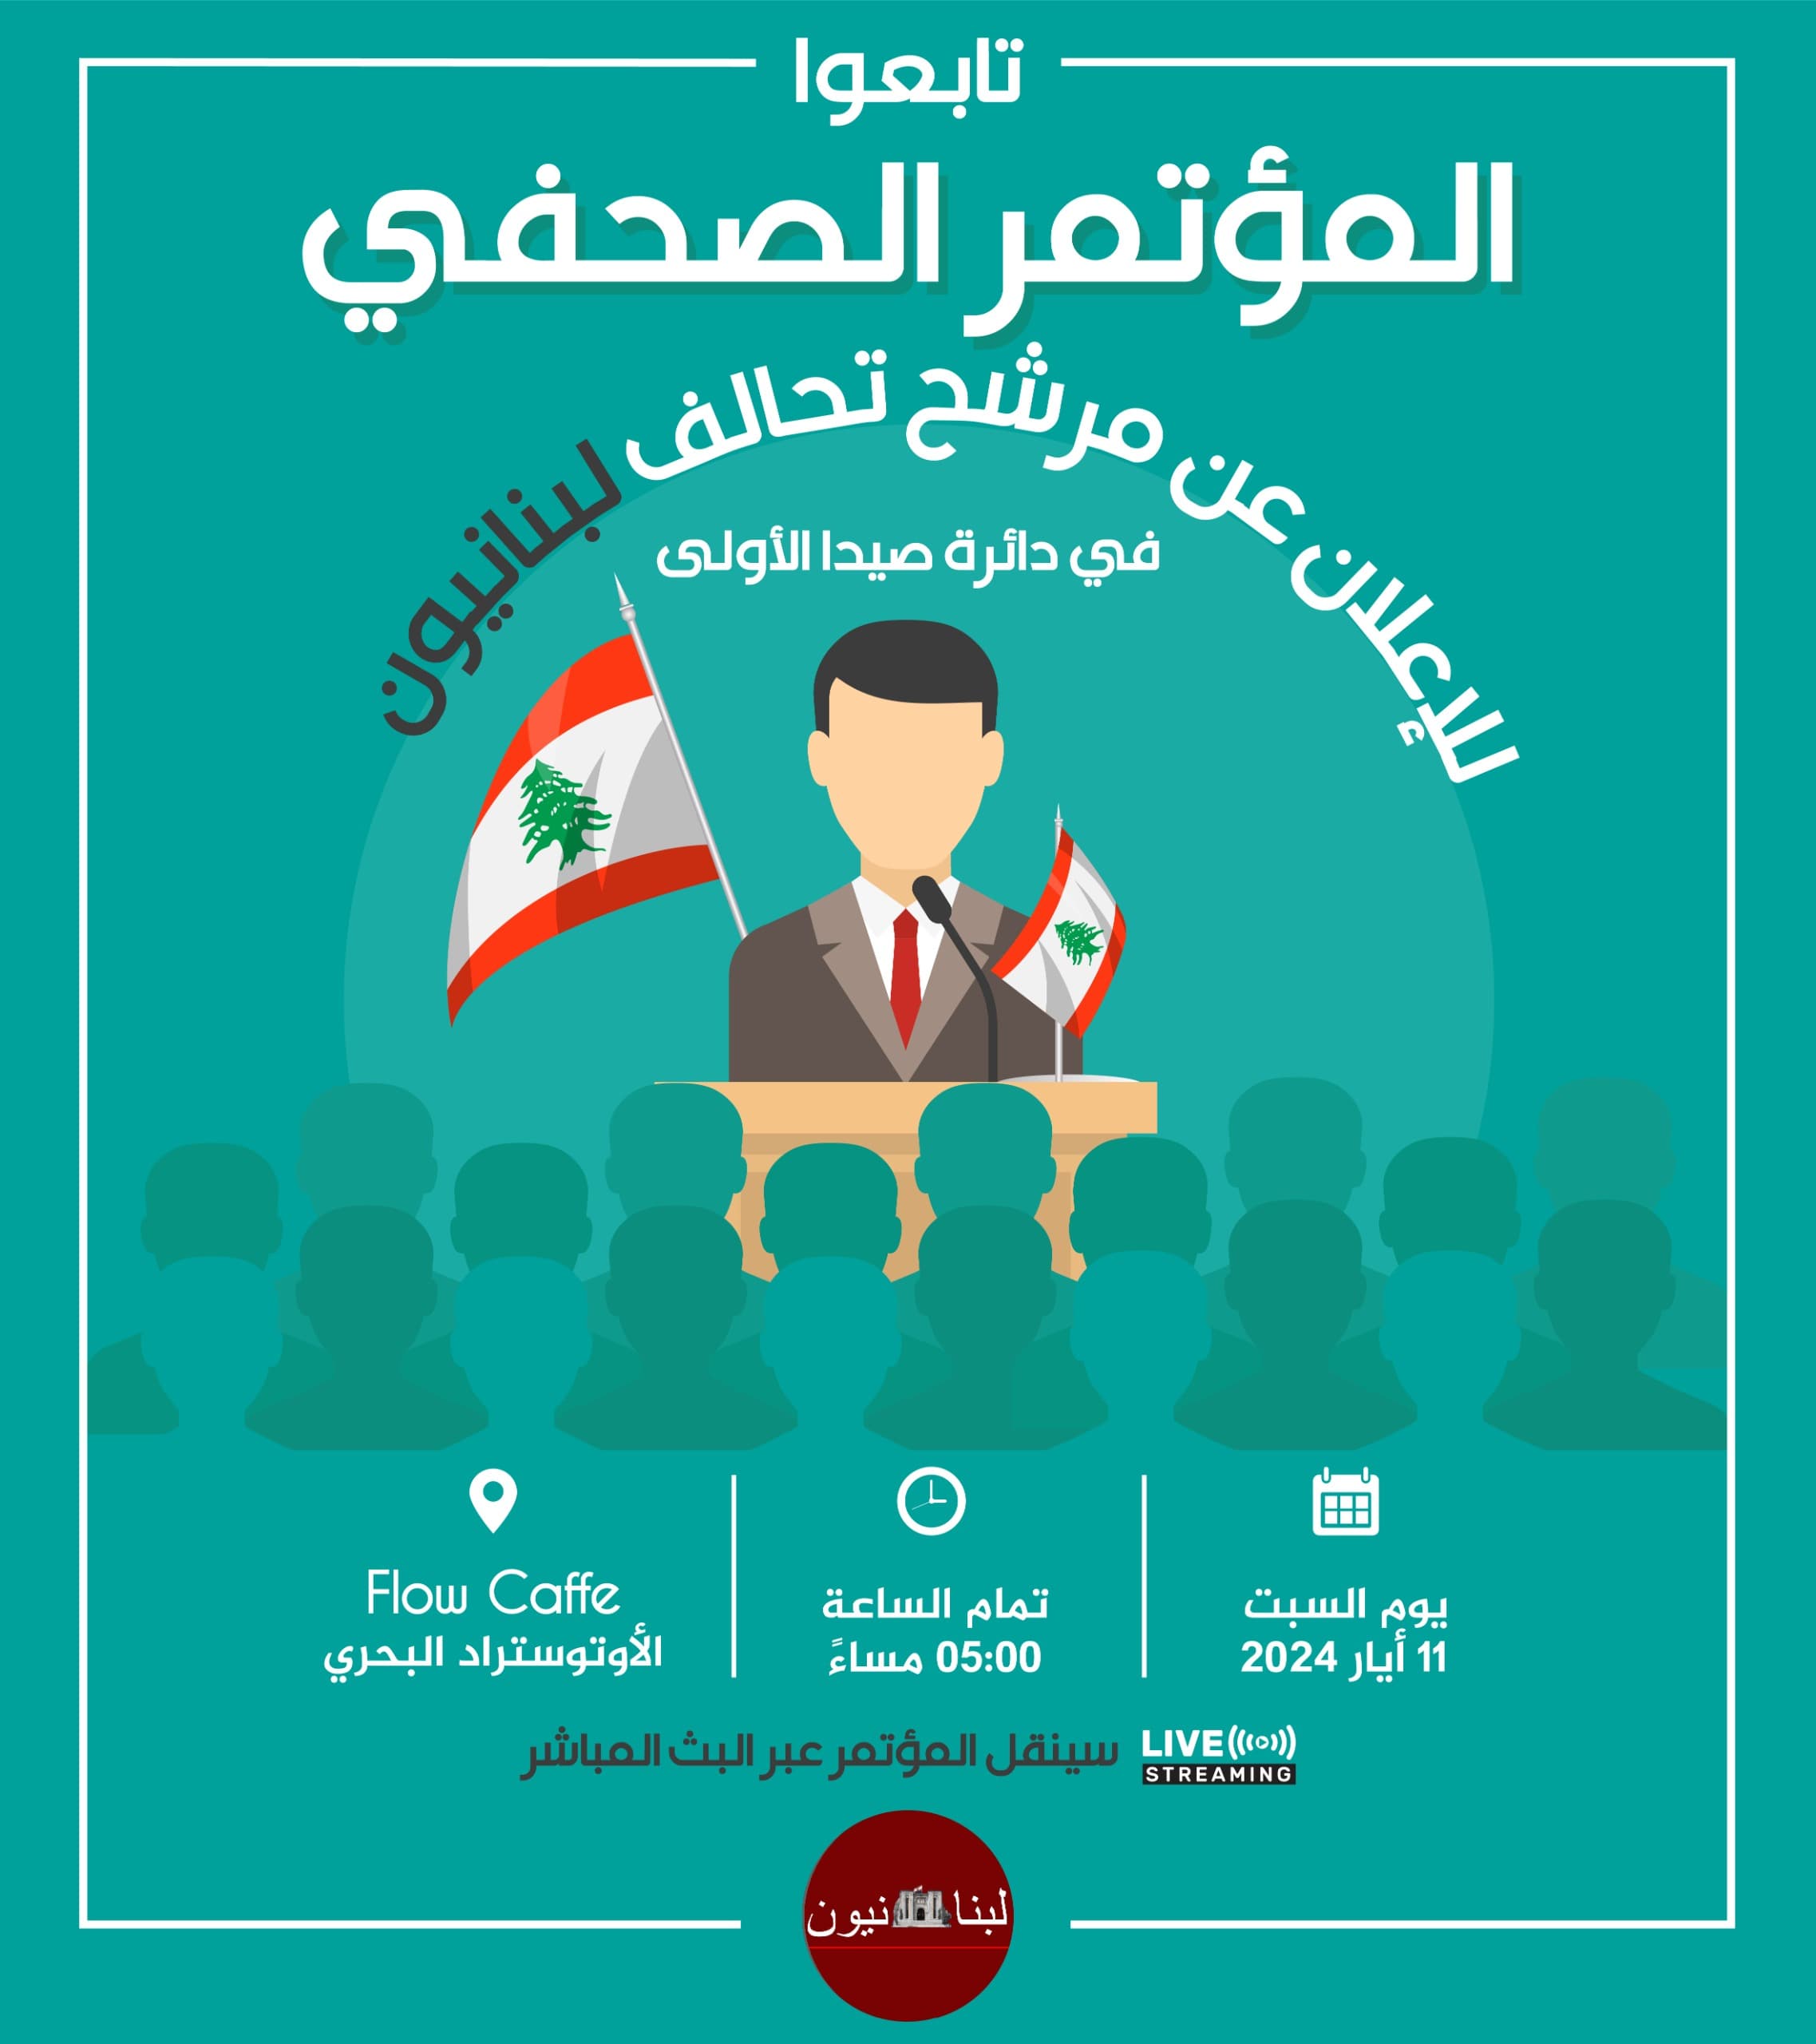 تابعوا
المؤتمر الصحفي
للإعلان عن مرشح تحالف لبنانيون
في دائرة صيدا الأولى
يوم السبت
11 أيار 2024
تمام الساعة
05:00 مساءً
Flow Caffe
الأوتوستراد البحري
LIVE
STREAMING
سينقل المؤتمر عبر البث المباشر
لبنانيون